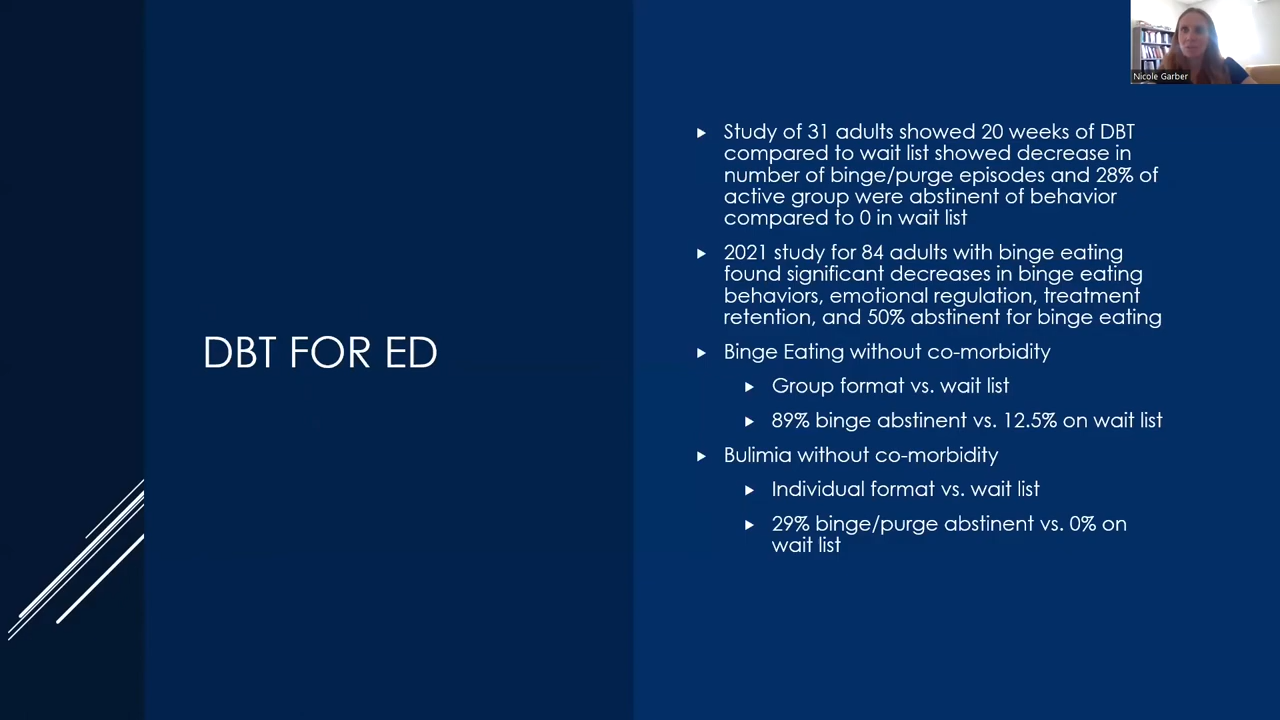 Nicole Garber
DBT FOR ED
Study of 31 adults showed 20 weeks of DBT
compared to wait list showed decrease in
number of binge/purge episodes and 28% of
active group were abstinent of behavior
compared to 0 in wait list
2021 study for 84 adults with binge eating
found significant decreases in binge eating
behaviors, emotional regulation, treatment
retention, and 50% abstinent for binge eating
Binge Eating without co-morbidity
Group format vs. wait list
89% binge abstinent vs. 12.5% on wait list
Bulimia without co-morbidity
Individual format vs. wait list
29% binge/purge abstinent vs. 0% on
wait list